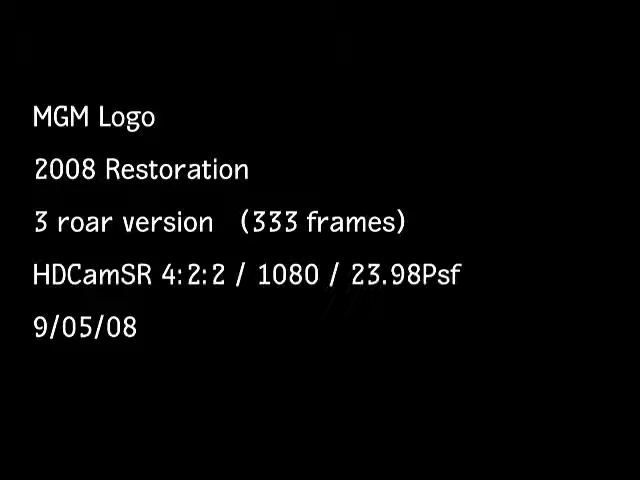 MGM Logo
2008 Restoration
3 roar version (333 frames)
HDCamSR 4:2:2 / 1080 / 23.98Psf
9/05/08